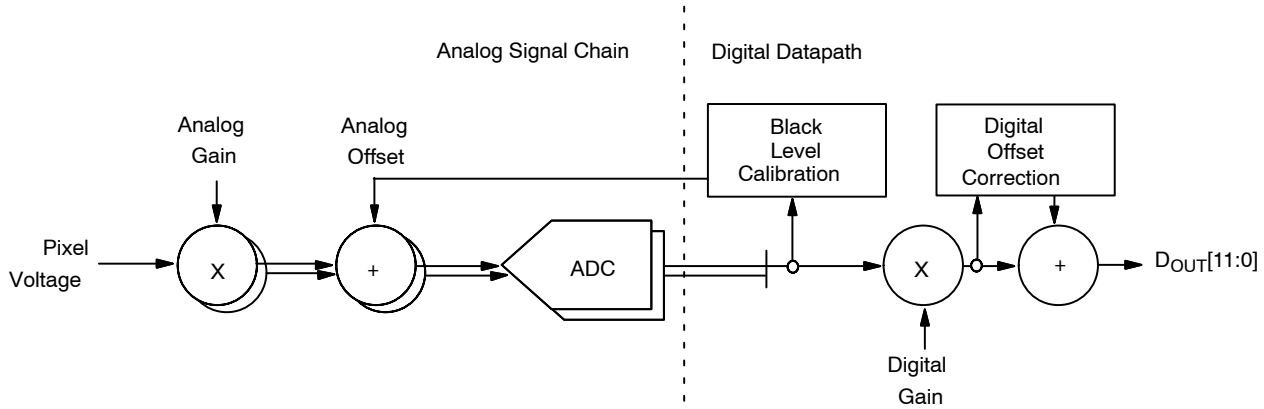 Analog Signal Chain
Digital Datapath
Analog
Gain
Analog
Offset
Black
Level
Calibration
Digital
Offset
Correction
Pixel
Voltage
X
+
ADC
X
+
DOUT[11:0]
Digital
Gain